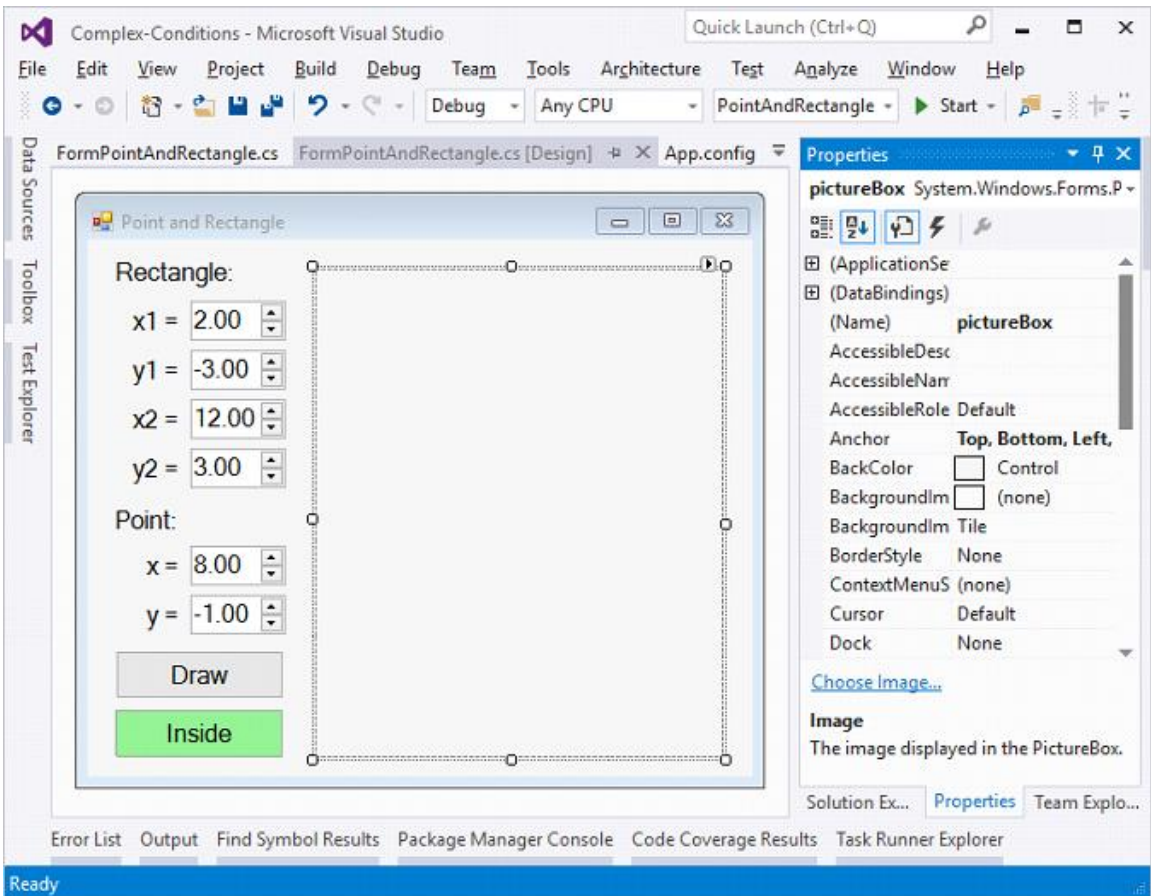 Complex-Conditions - Microsoft Visual Studio Quick Launch (Ctrl+Q)
File Edit View Project Build Debug Team Tools Architecture Test Analyze Window Help
Debug Any CPU PointAndRectangle Start
Data Sources
Toolbox
Test Explorer
FormPointAndRectangle.cs FormPointAndRectangle.cs [Design] App.config
Point and Rectangle
Rectangle:
x1 = 2.00
y1 = -3.00
x2 = 12.00
y2 = 3.00
Point:
x = 8.00
y = -1.00
Draw
Inside
Properties
pictureBox System.Windows.Forms.P
(ApplicationSe
(DataBindings)
(Name) pictureBox
AccessibleDesc
AccessibleNam
AccessibleRole Default
Anchor Top, Bottom, Left,
BackColor Control
BackgroundIm (none)
BackgroundIm Tile
BorderStyle None
ContextMenuS (none)
Cursor Default
Dock None
Choose Image...
Image
The image displayed in the PictureBox.
Solution Ex... Properties Team Explo...
Error List Output Find Symbol Results Package Manager Console Code Coverage Results Task Runner Explorer
Ready